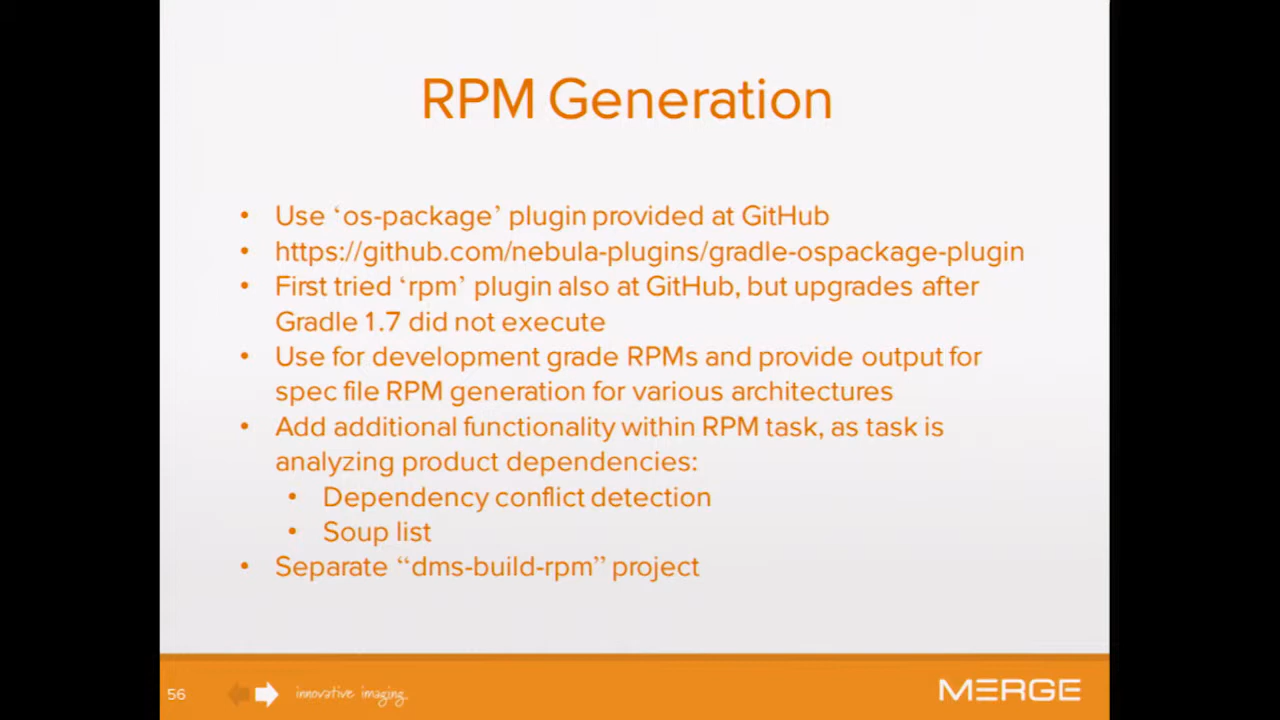 RPM Generation
• Use ‘os-package’ plugin provided at GitHub
• https://github.com/nebula-plugins/gradle-ospackage-plugin
• First tried ‘rpm’ plugin also at GitHub, but upgrades after
Gradle 1.7 did not execute
• Use for development grade RPMs and provide output for
spec file RPM generation for various architectures
• Add additional functionality within RPM task, as task is
analyzing product dependencies:
• Dependency conflict detection
• Soup list
• Separate “dms-build-rpm” project
56
innovative imaging.
MERGE